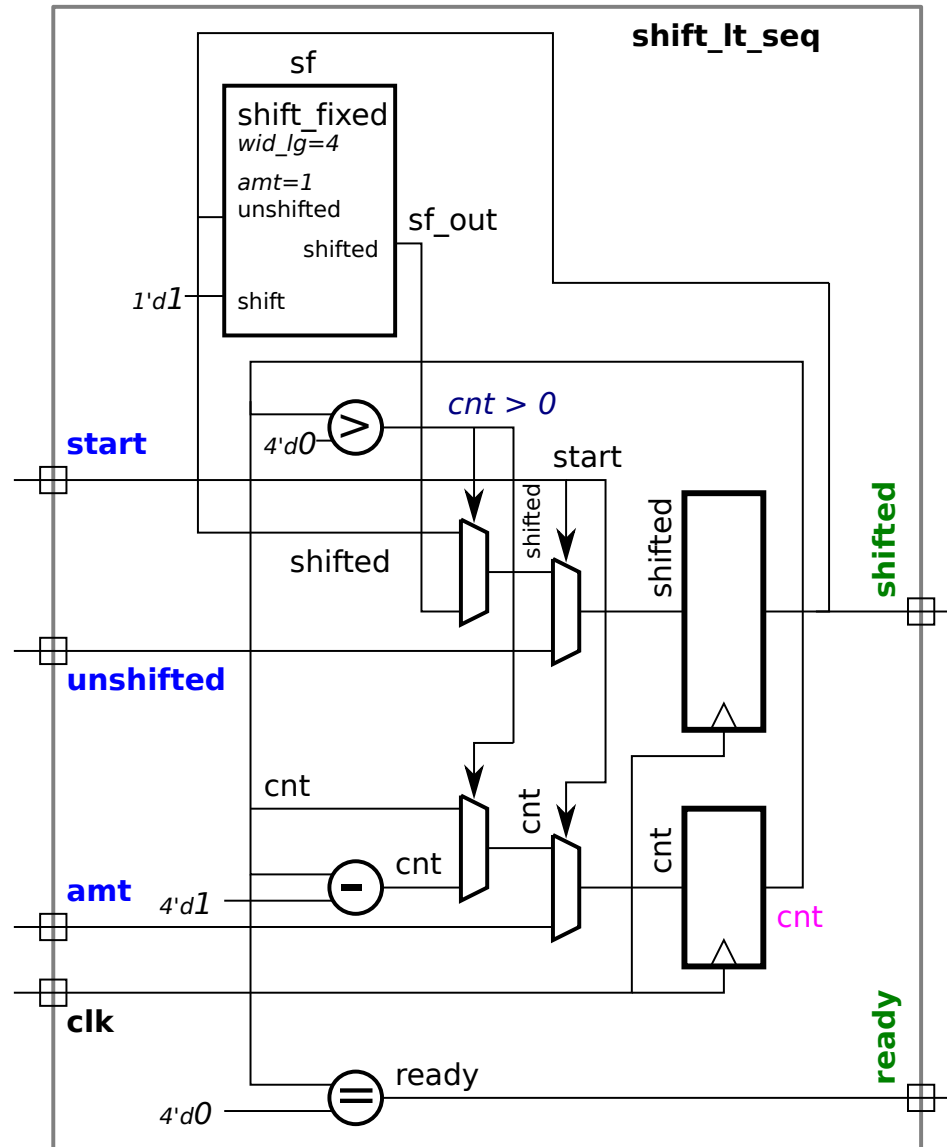 shift_lt_seq
sf
shift_fixed
wid_lg=4
amt=1
unshifted
sf_out
shifted
1'd1
shift
cnt > 0
>
4'd0
start
start
shifted
shifted
shifted
shifted
unshifted
cnt
cnt
cnt
cnt
-
4'd1
amt
cnt
clk
ready
ready
=
4'd0